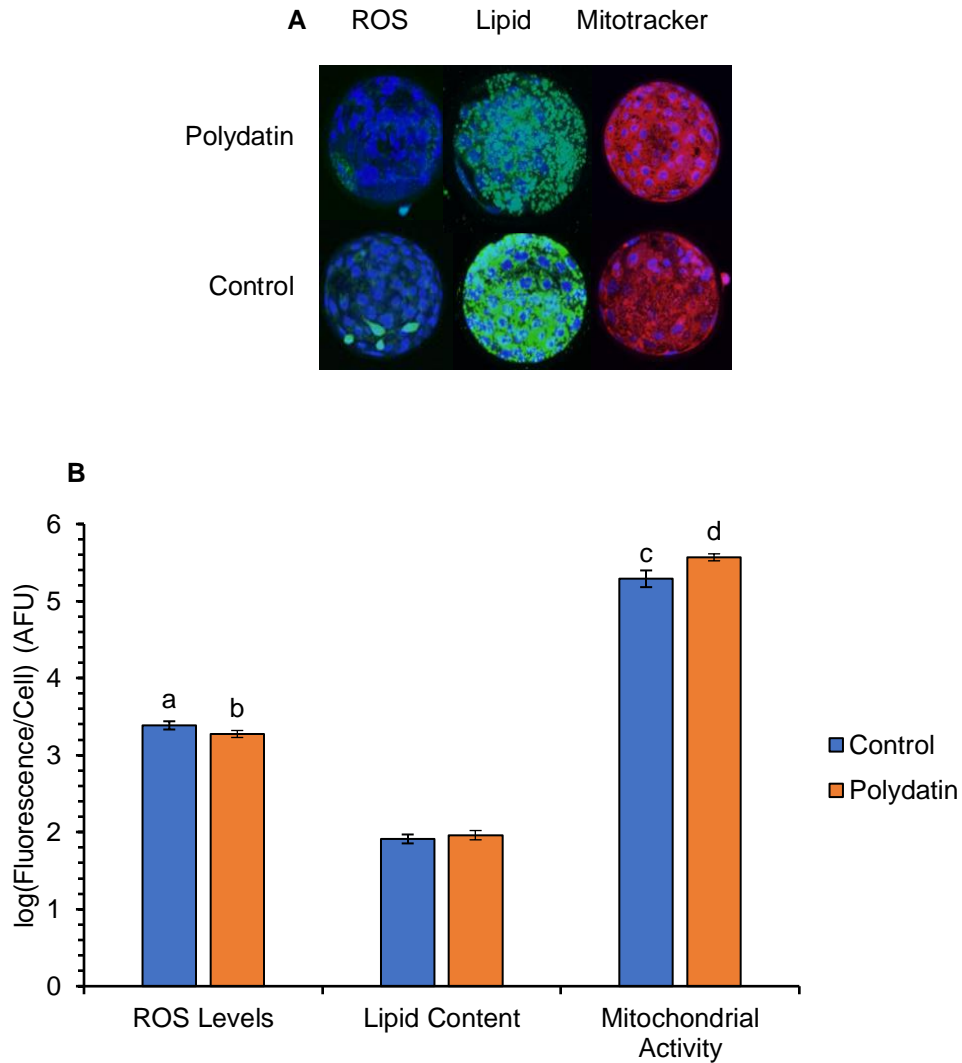 A ROS Lipid Mitotracker
Polydatin
Control
B
log(Fluorescence/Cell) (AFU)
6
5
4
3
2
1
0
a
b
c
d
Control
Polydatin
ROS Levels
Lipid Content
Mitochondrial
Activity